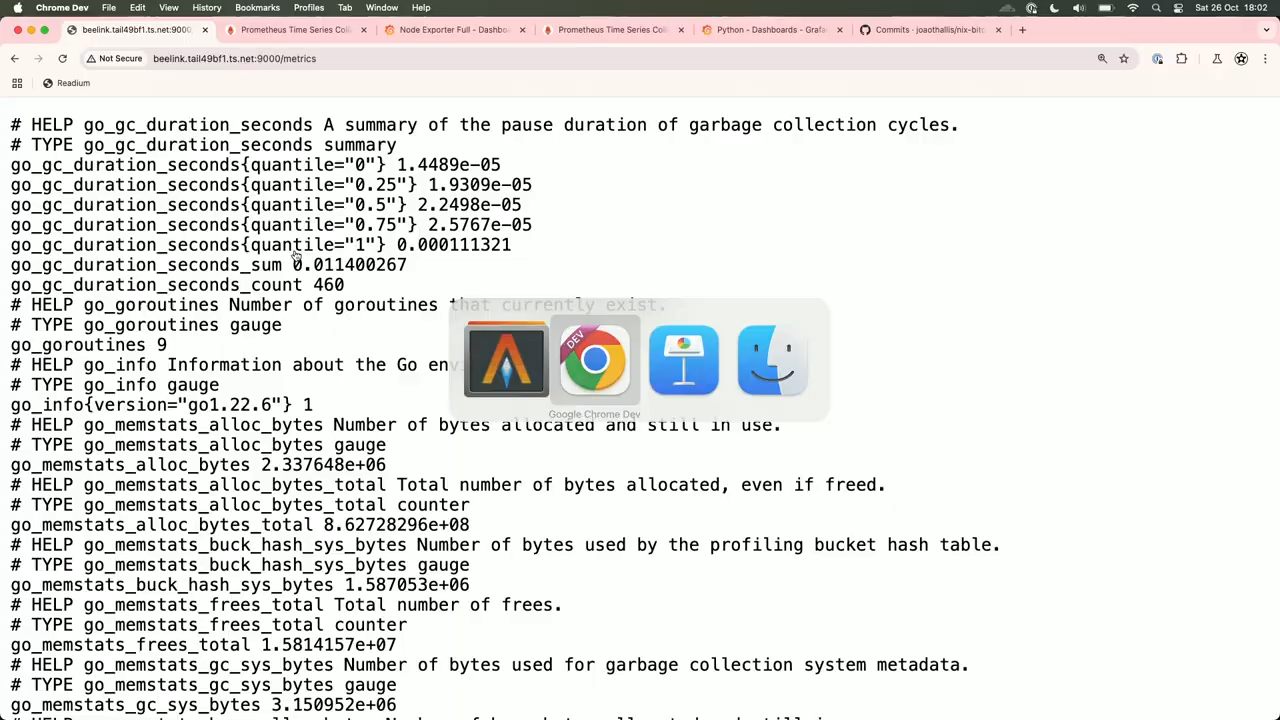 Chrome Dev File Edit View History Bookmarks Profiles Tab Window Help Sat 26 Oct 18:02
beelink.tail49bf1.ts.net:9000 Prometheus Time Series Coll Node Exporter Full - Dashboa Prometheus Time Series Coll Python - Dashboards - Grafa Commits · joaothallis/nix-bits
Not Secure beelink.tail49bf1.ts.net:9000/metrics
Readium
# HELP go_gc_duration_seconds A summary of the pause duration of garbage collection cycles.
# TYPE go_gc_duration_seconds summary
go_gc_duration_seconds{quantile="0"} 1.4489e-05
go_gc_duration_seconds{quantile="0.25"} 1.9309e-05
go_gc_duration_seconds{quantile="0.5"} 2.2498e-05
go_gc_duration_seconds{quantile="0.75"} 2.5767e-05
go_gc_duration_seconds{quantile="1"} 0.000111321
go_gc_duration_seconds_sum 0.011400267
go_gc_duration_seconds_count 460
# HELP go_goroutines Number of goroutines that currently exist.
# TYPE go_goroutines gauge
go_goroutines 9
# HELP go_info Information about the Go env
# TYPE go_info gauge
go_info{version="go1.22.6"} 1
DEV
Google Chrome Dev
# HELP go_memstats_alloc_bytes Number of bytes allocated and still in use.
# TYPE go_memstats_alloc_bytes gauge
go_memstats_alloc_bytes 2.337648e+06
# HELP go_memstats_alloc_bytes_total Total number of bytes allocated, even if freed.
# TYPE go_memstats_alloc_bytes_total counter
go_memstats_alloc_bytes_total 8.62728296e+08
# HELP go_memstats_buck_hash_sys_bytes Number of bytes used by the profiling bucket hash table.
# TYPE go_memstats_buck_hash_sys_bytes gauge
go_memstats_buck_hash_sys_bytes 1.587053e+06
# HELP go_memstats_frees_total Total number of frees.
# TYPE go_memstats_frees_total counter
go_memstats_frees_total 1.5814157e+07
# HELP go_memstats_gc_sys_bytes Number of bytes used for garbage collection system metadata.
# TYPE go_memstats_gc_sys_bytes gauge
go_memstats_gc_sys_bytes 3.150952e+06